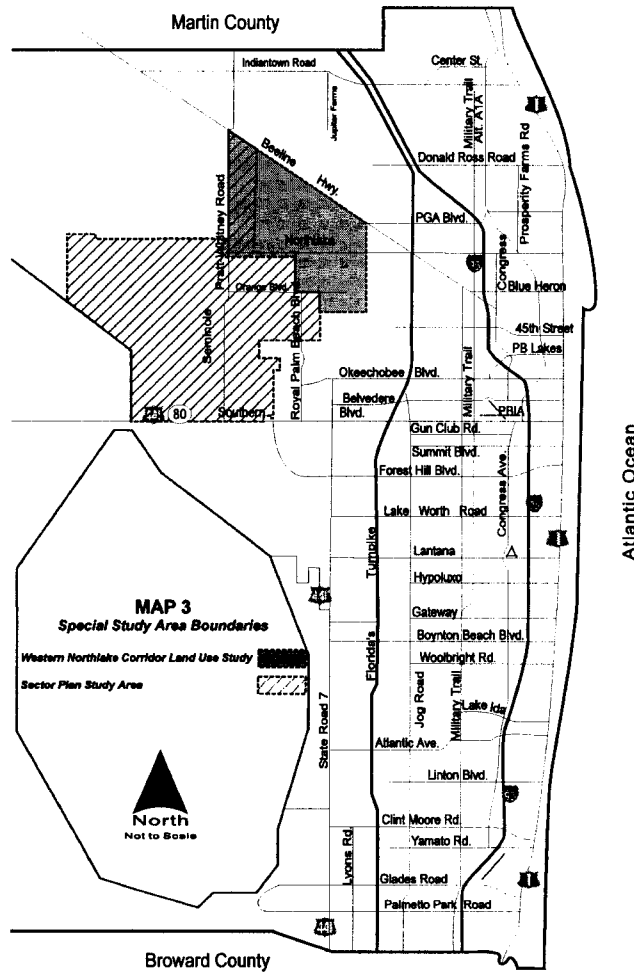 Martin County
Indiantown Road
Center St.
Jupiter Farms
Military Trail
Alt. A1A
Prosperity Farms Rd
Beeline Hwy.
Donald Ross Road
Pratt Whitney Road
PGA Blvd.
Northlake
Congress
Orange Blvd.
Blue Heron
Seminole
Royal Palm Beach Blvd
45th Street
PB Lakes
Okeechobee Blvd.
Military Trail
Belvedere
Blvd.
80
Southern
PBIA
Gun Club Rd.
Summit Blvd.
Forest Hill Blvd.
Congress Ave.
Atlantic Ocean
Lake Worth Road
Lantana
Florida's Turnpike
Hypoluxo
MAP 3
Special Study Area Boundaries
Gateway
Boynton Beach Blvd.
Western Northlake Corridor Land Use Study
Woolbright Rd.
Sector Plan Study Area
Jog Road
Military Trail
Lake Ida
State Road 7
Atlantic Ave.
Linton Blvd.
North
Not to Scale
Clint Moore Rd.
Yamato Rd.
Lyons Rd.
Glades Road
Palmetto Park Road
Broward County